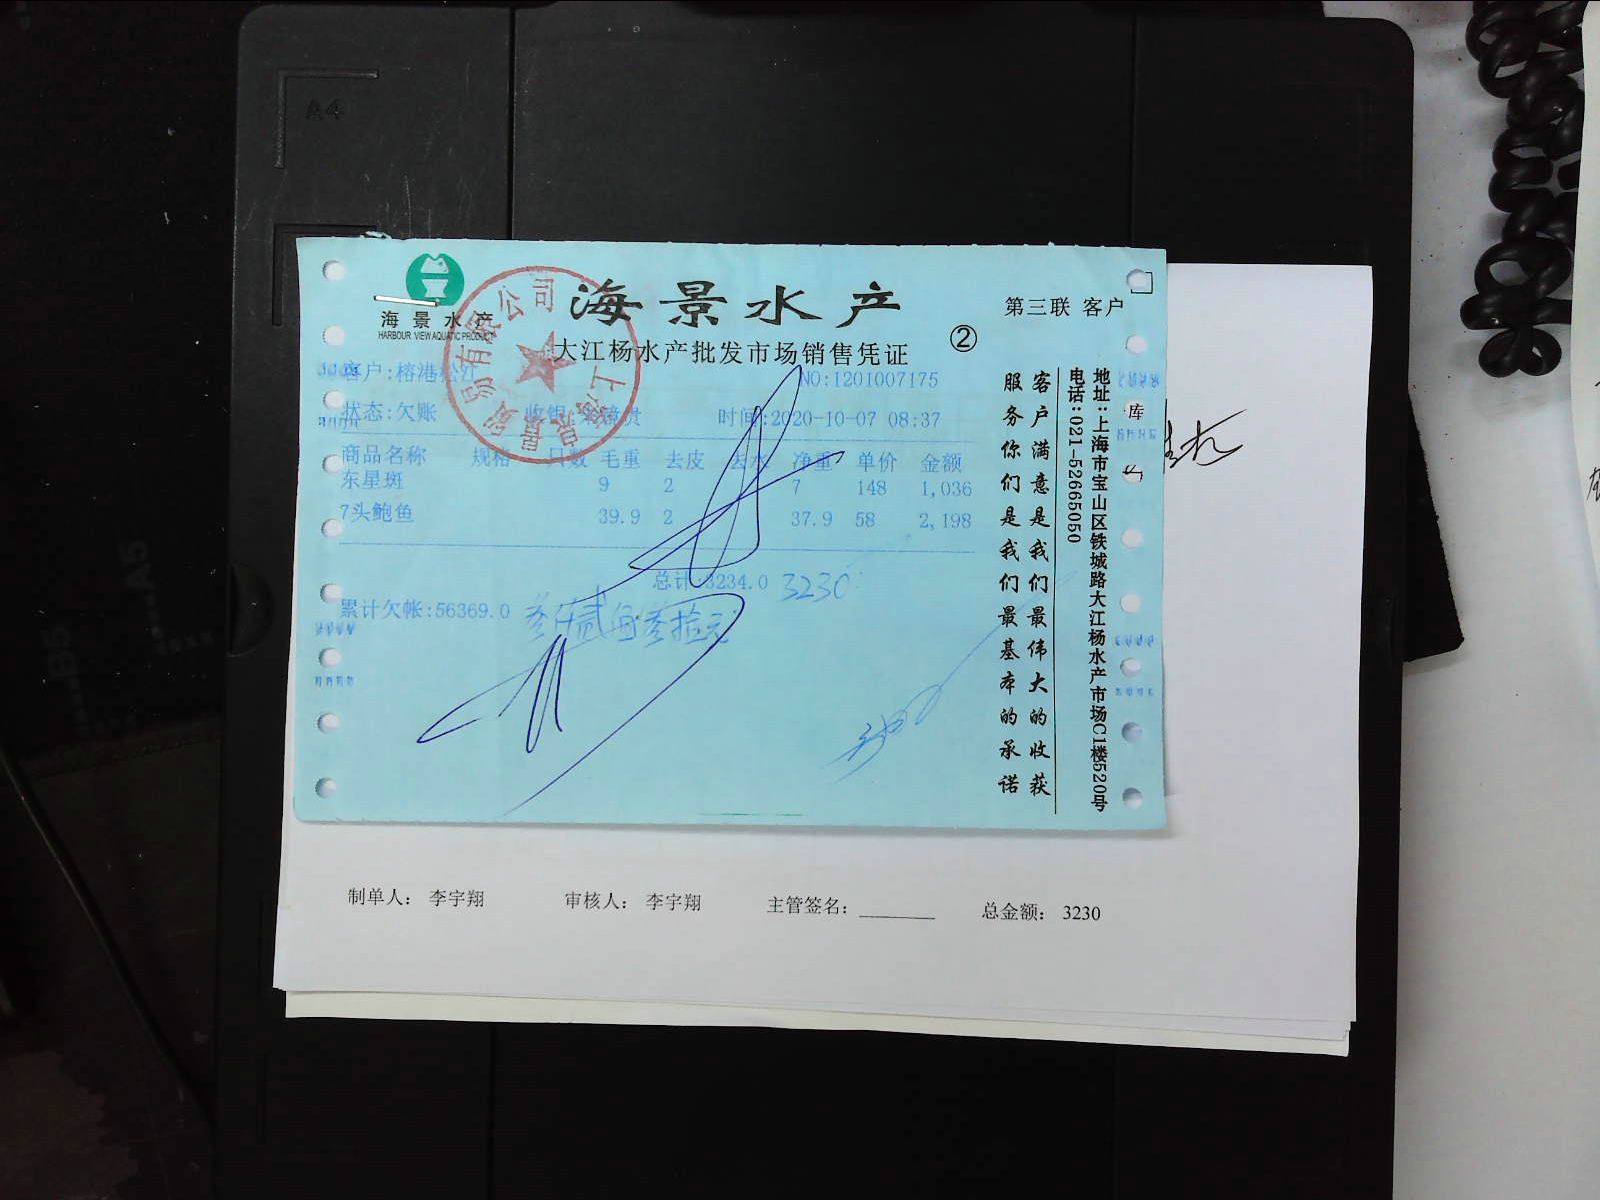 A4
海景水产
HARBOUR VIEW AQUATIC PRODUCT
海景水产
大江杨水产批发市场销售凭证
②
第三联 客户
客户:榕港松江
NO:1201007175
状态:欠账 收银:
时间:2020-10-07 08:37
商品名称 规格 只数 毛重 去皮 去水 净重 单价 金额
东星斑 9 2 7 148 1,036
7头鲍鱼 39.9 2 37.9 58 2,198
总计:3234.0 3230
累计欠帐:56369.0 叁仟贰佰叁拾元
客户满意是我们最伟大的收获
服务你们是我们最基本的承诺
地址:上海市宝山区铁城路大江杨水产市场C1楼520号
电话:021-52665050
库
制单人: 李宇翔 审核人: 李宇翔 主管签名: 总金额: 3230
A5
B5